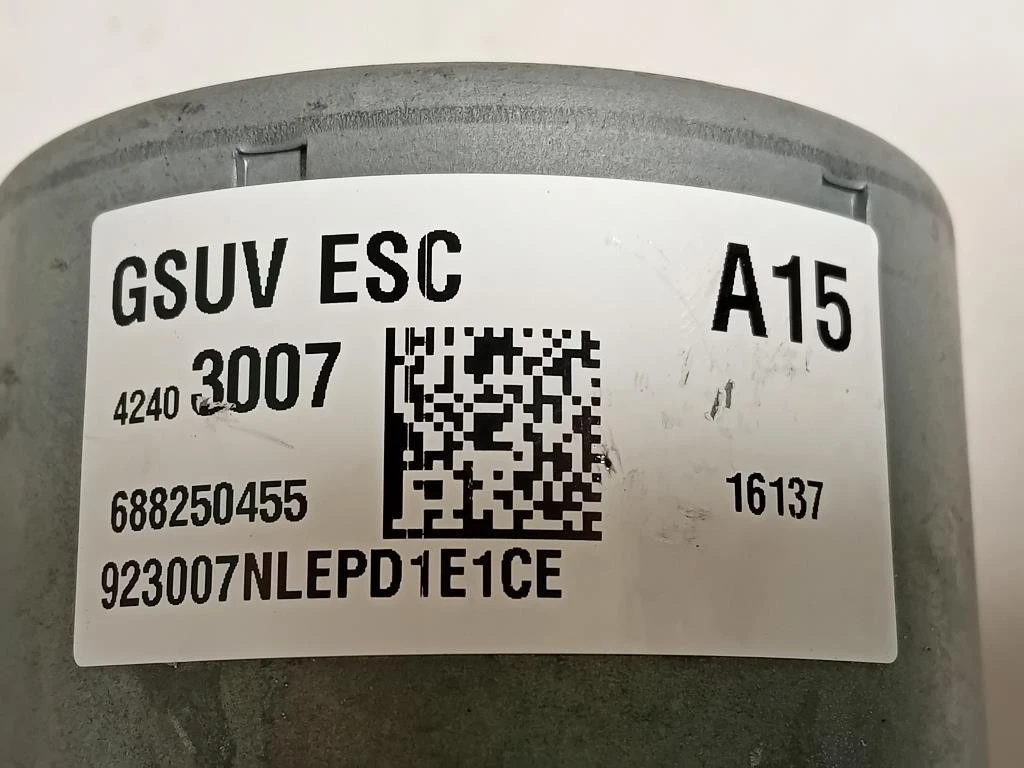 GSUV ESC
A15
4240 3007
688250455
16137
923007NLEPD1E1CE